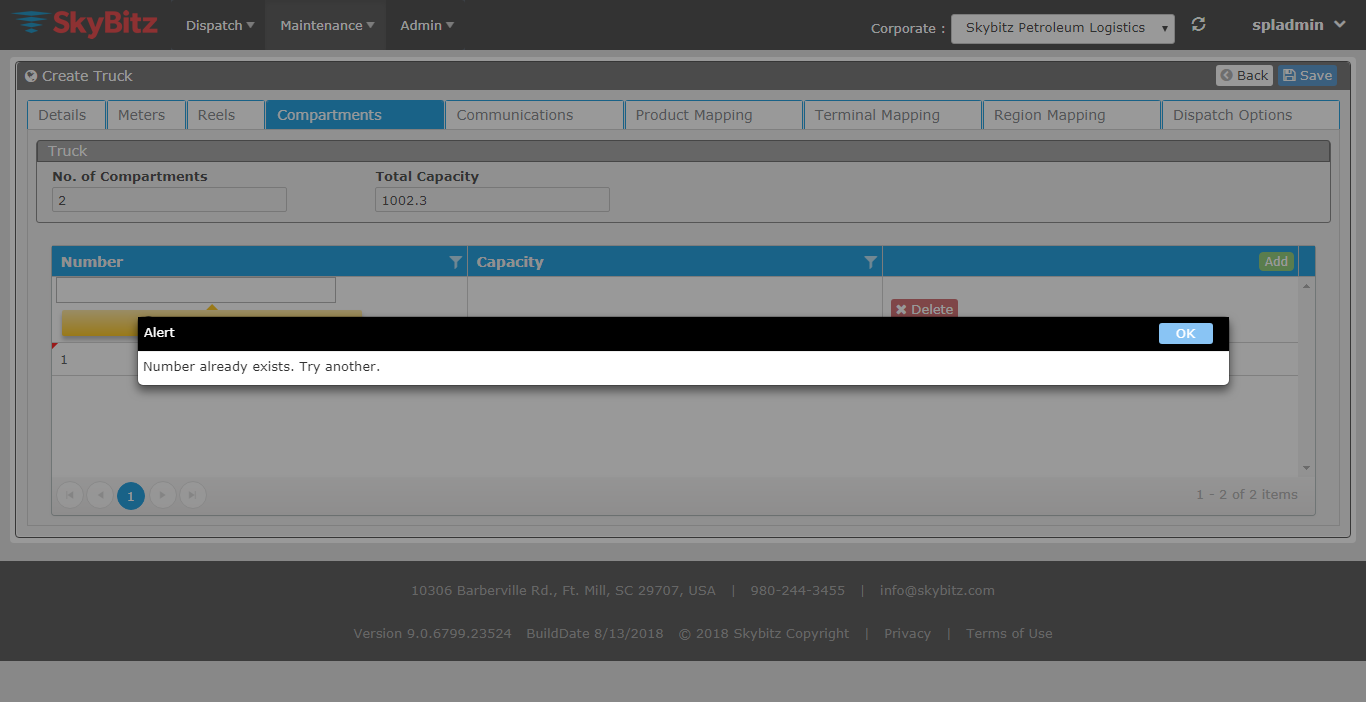 SkyBitz Dispatch Maintenance Admin Corporate : Skybitz Petroleum Logistics spladmin
Create Truck Back Save
Details Meters Reels Compartments Communications Product Mapping Terminal Mapping Region Mapping Dispatch Options
Truck
No. of Compartments Total Capacity
2 1002.3
Number Capacity Add
Delete
Alert OK
1
Number already exists. Try another.
1 1 - 2 of 2 items
10306 Barberville Rd., Ft. Mill, SC 29707, USA | 980-244-3455 | info@skybitz.com
Version 9.0.6799.23524 BuildDate 8/13/2018 © 2018 Skybitz Copyright | Privacy | Terms of Use